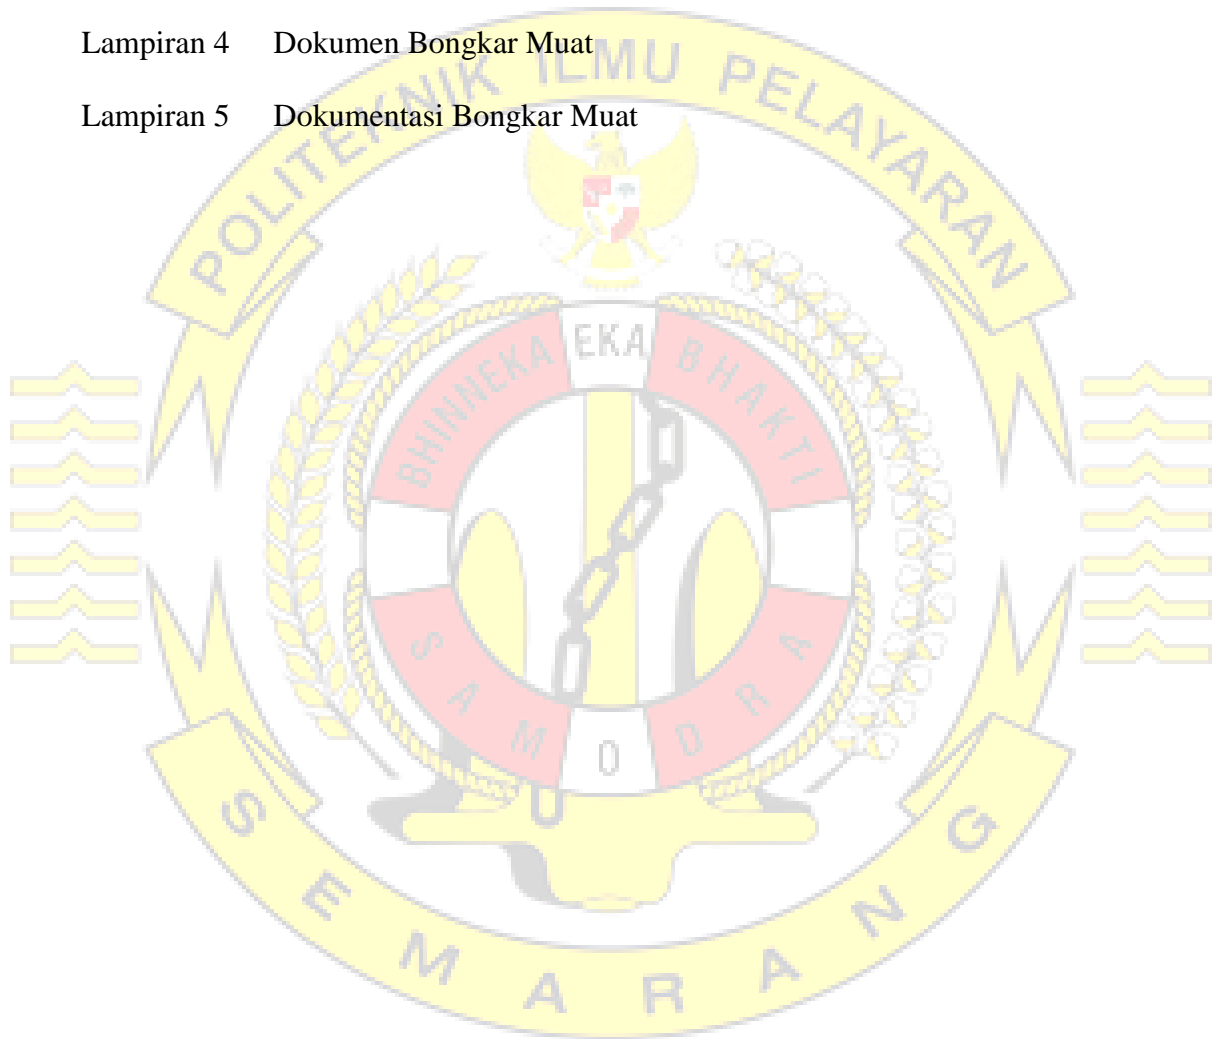 Lampiran 4 Dokumen Bongkar Muat
Lampiran 5 Dokumentasi Bongkar Muat
POLITEKNIK ILMU PELAYARAN
BHINNEKA EKA BHAKTI
SAMODRA
SEMARANG